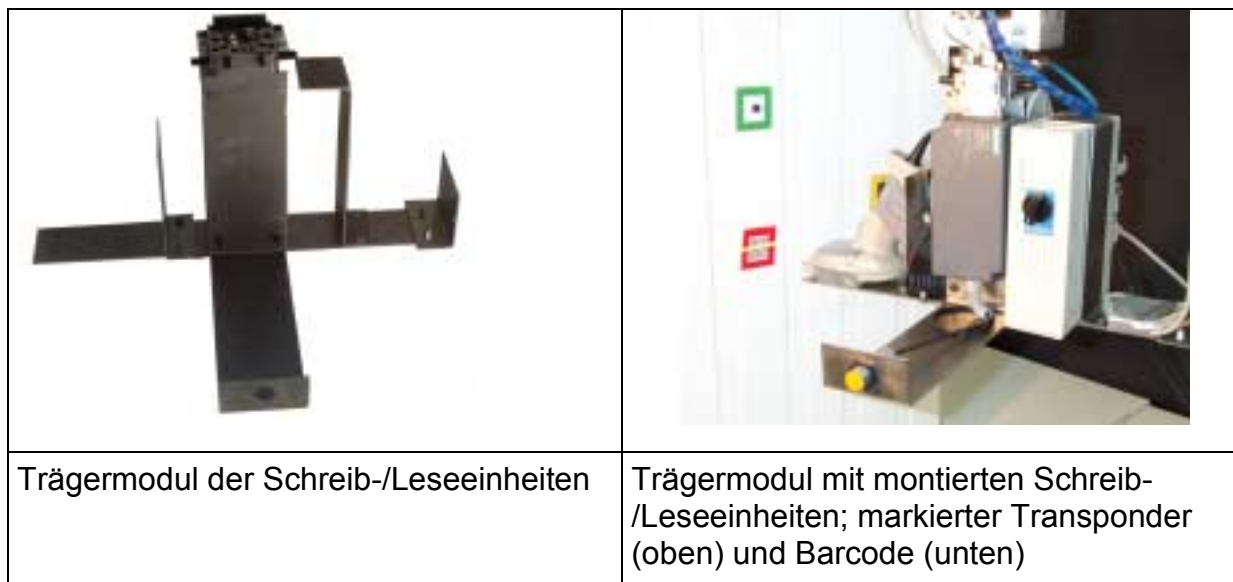 Trägermodul der Schreib-/Leseeinheiten
Trägermodul mit montierten Schreib-
/Leseeinheiten; markierter Transponder
(oben) und Barcode (unten)